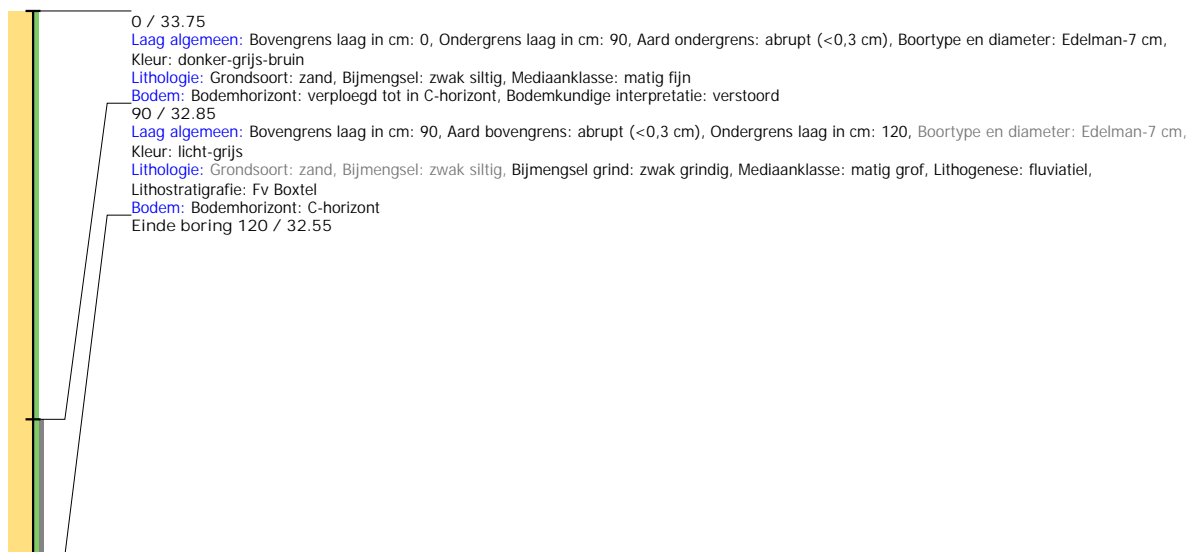 0 / 33.75
Laag algemeen: Bovengrens laag in cm: 0, Ondergrens laag in cm: 90, Aard ondergrens: abrupt (<0,3 cm), Boortype en diameter: Edelman-7 cm,
Kleur: donker-grijs-bruin
Lithologie: Grondsoort: zand, Bijmengsel: zwak siltig, Mediaanklasse: matig fijn
Bodem: Bodemhorizont: verploegd tot in C-horizont, Bodemkundige interpretatie: verstoord
90 / 32.85
Laag algemeen: Bovengrens laag in cm: 90, Aard bovengrens: abrupt (<0,3 cm), Ondergrens laag in cm: 120, Boortype en diameter: Edelman-7 cm,
Kleur: licht-grijs
Lithologie: Grondsoort: zand, Bijmengsel: zwak siltig, Bijmengsel grind: zwak grindig, Mediaanklasse: matig grof, Lithogenese: fluviatiel,
Lithostratigrafie: Fv Boxtel
Bodem: Bodemhorizont: C-horizont
Einde boring 120 / 32.55